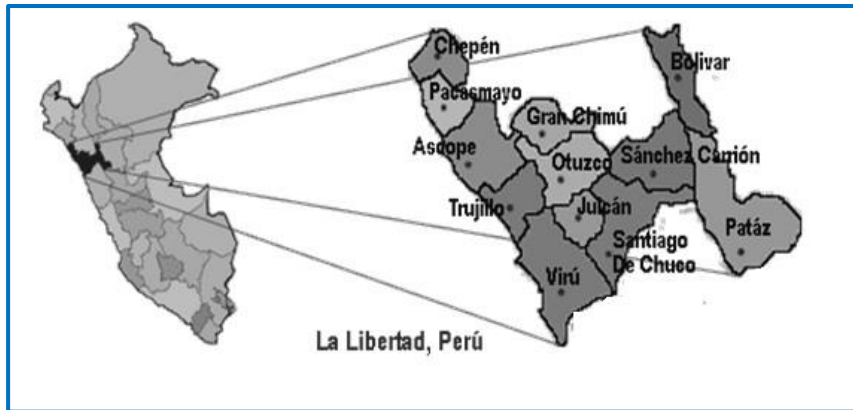 Chepén
Bolivar
Pacasmayo
Gran Chimú
Ascope
Otuzco
Sánchez Carrión
Trujillo
Julcán
Patáz
Santiago
De Chuco
Virú
La Libertad, Perú